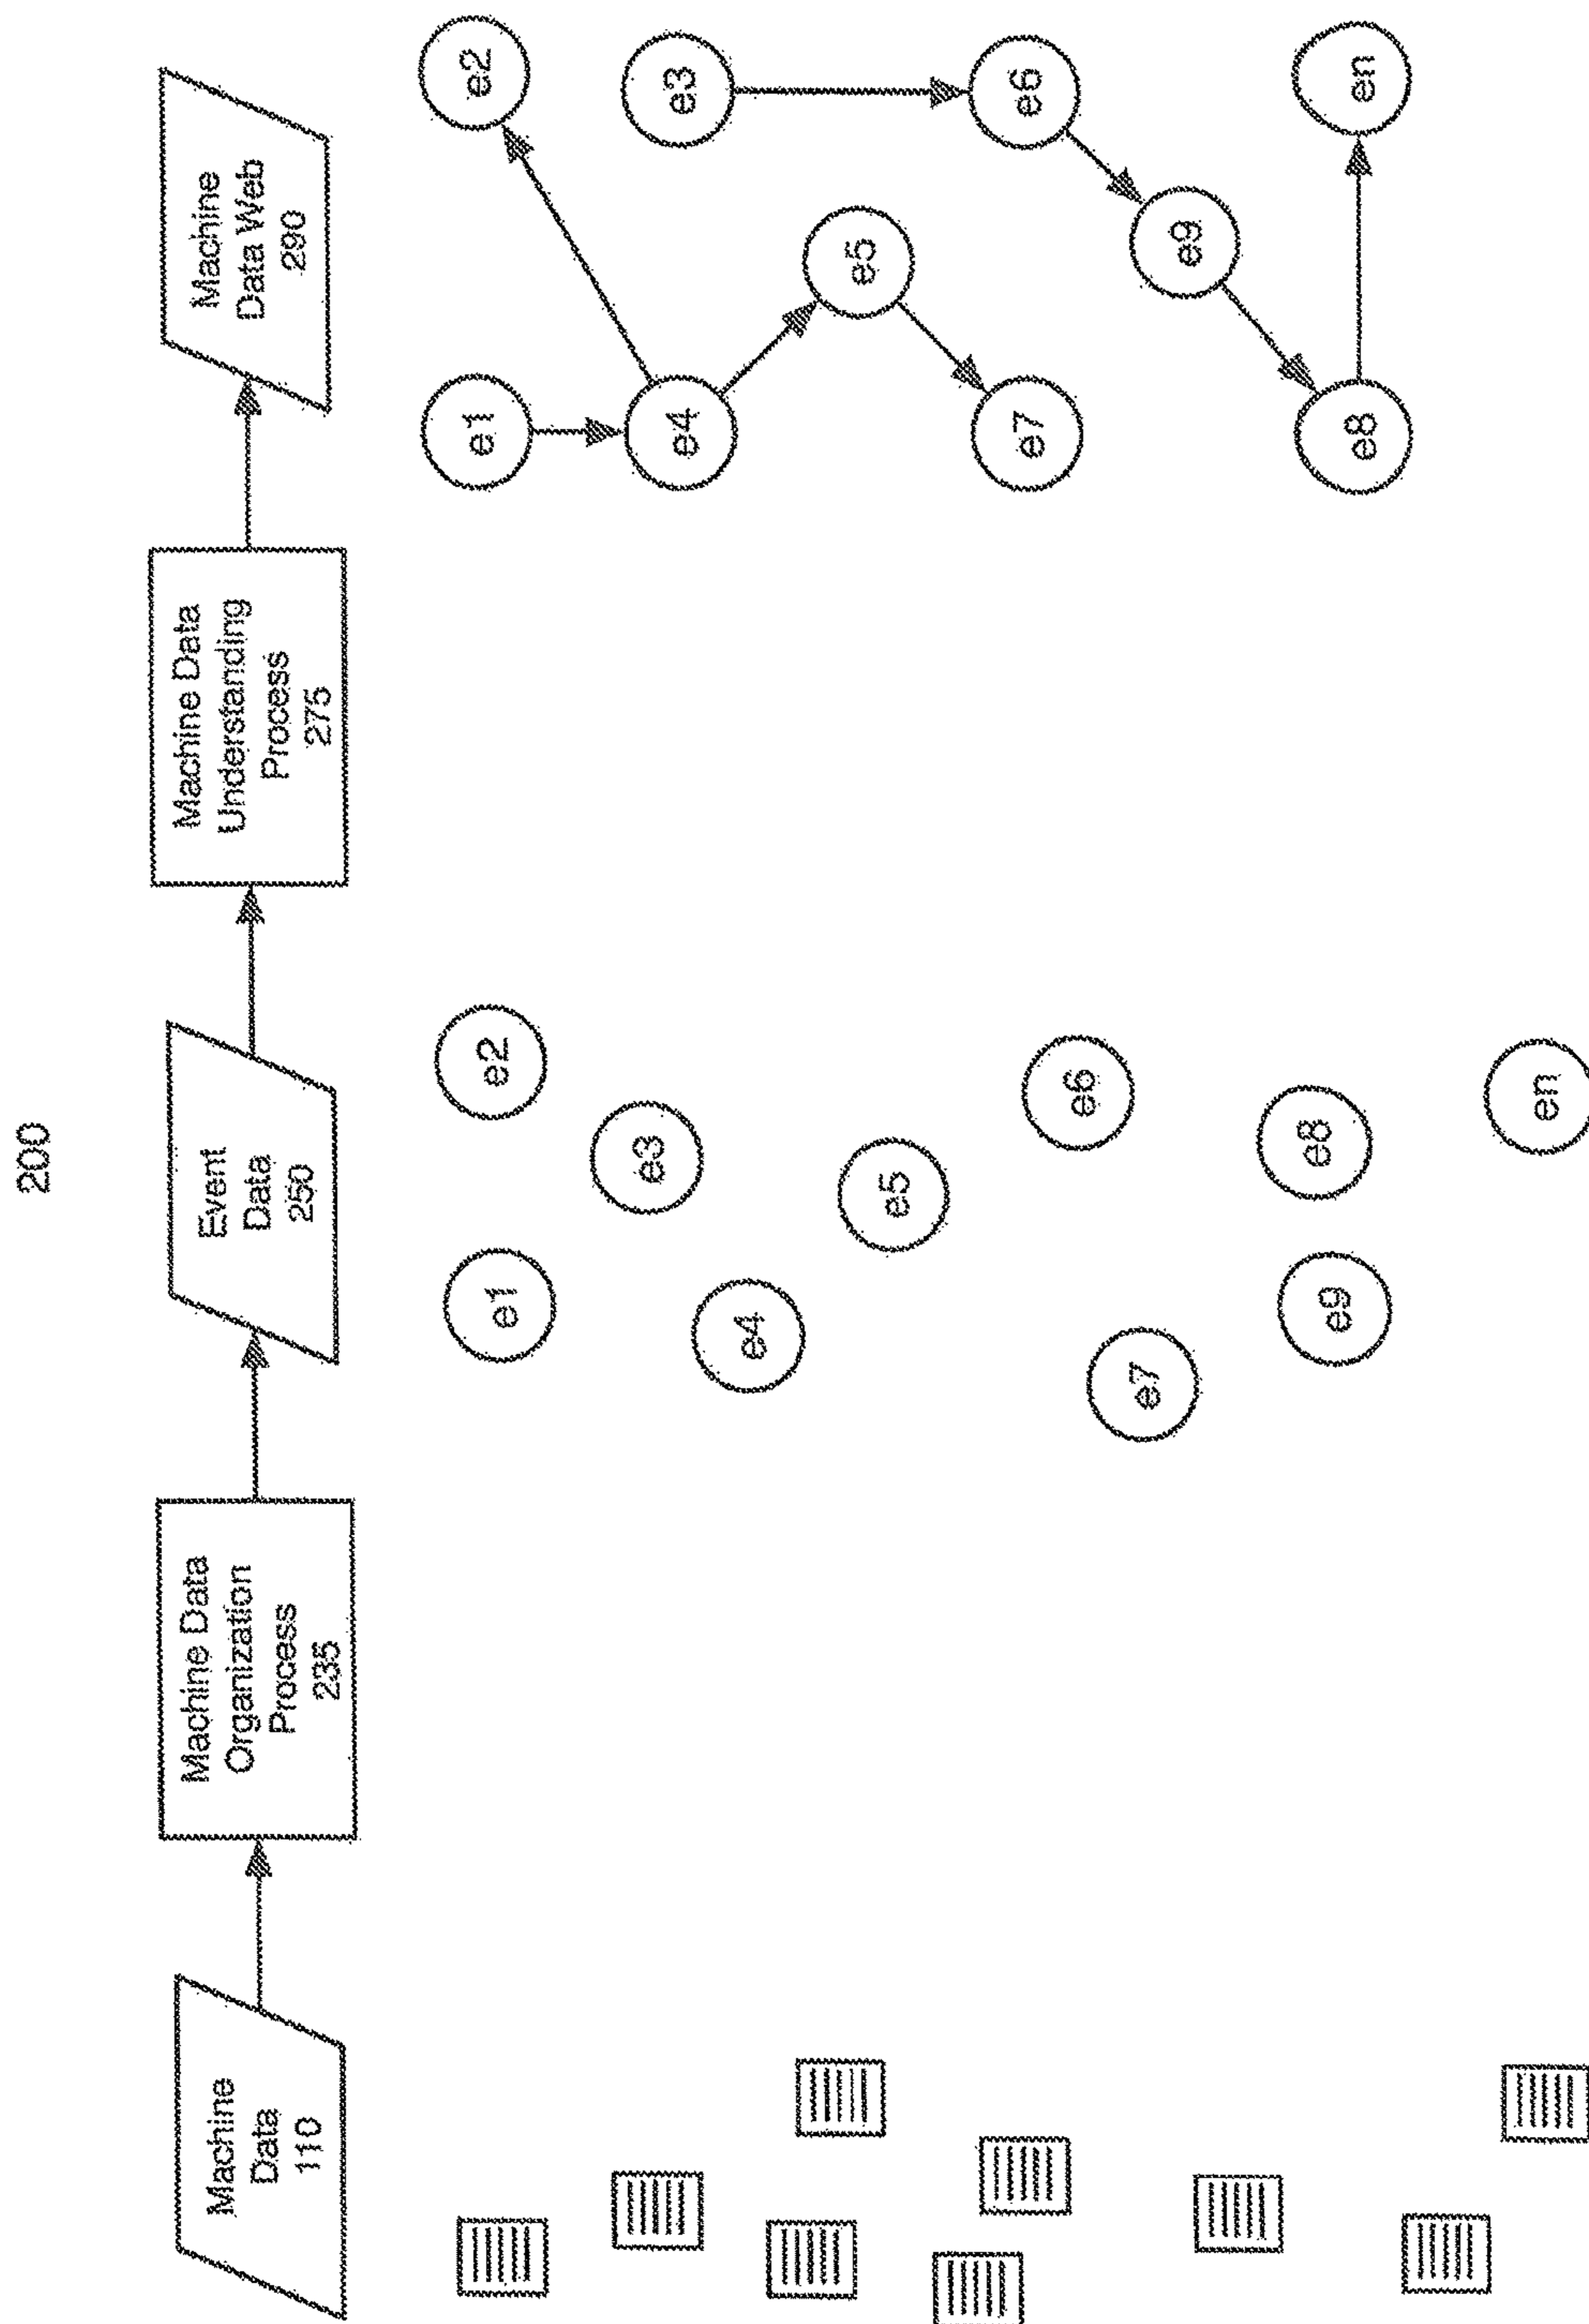 200
Machine
Data
110
Machine Data
Organization
Process
235
Event
Data
250
Machine Data
Understanding
Process
275
Machine
Data Web
290
e1
e2
e3
e4
e5
e6
e7
e8
e9
en
e1
e2
e3
e4
e5
e6
e7
e9
e8
en